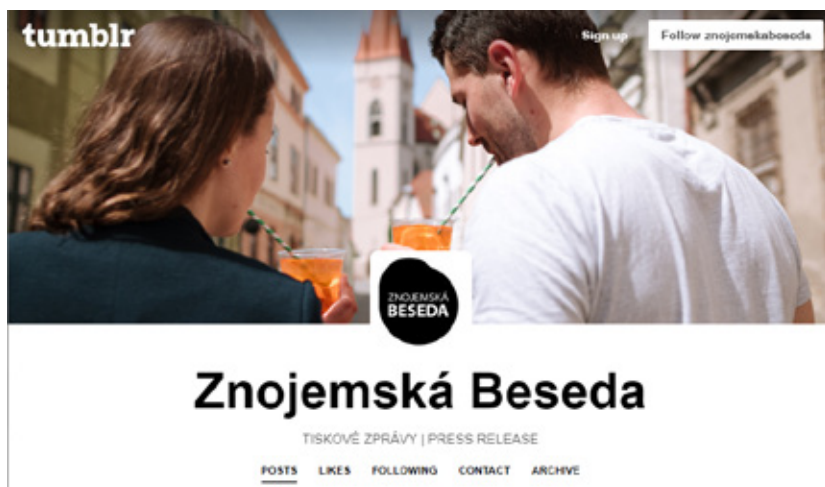 tumblr
Sign up
Follow znojemskabeseda
ZNOJEMSKÁ
BESEDA
Znojemská Beseda
TISKOVÉ ZPRÁVY | PRESS RELEASE
POSTS LIKES FOLLOWING CONTACT ARCHIVE